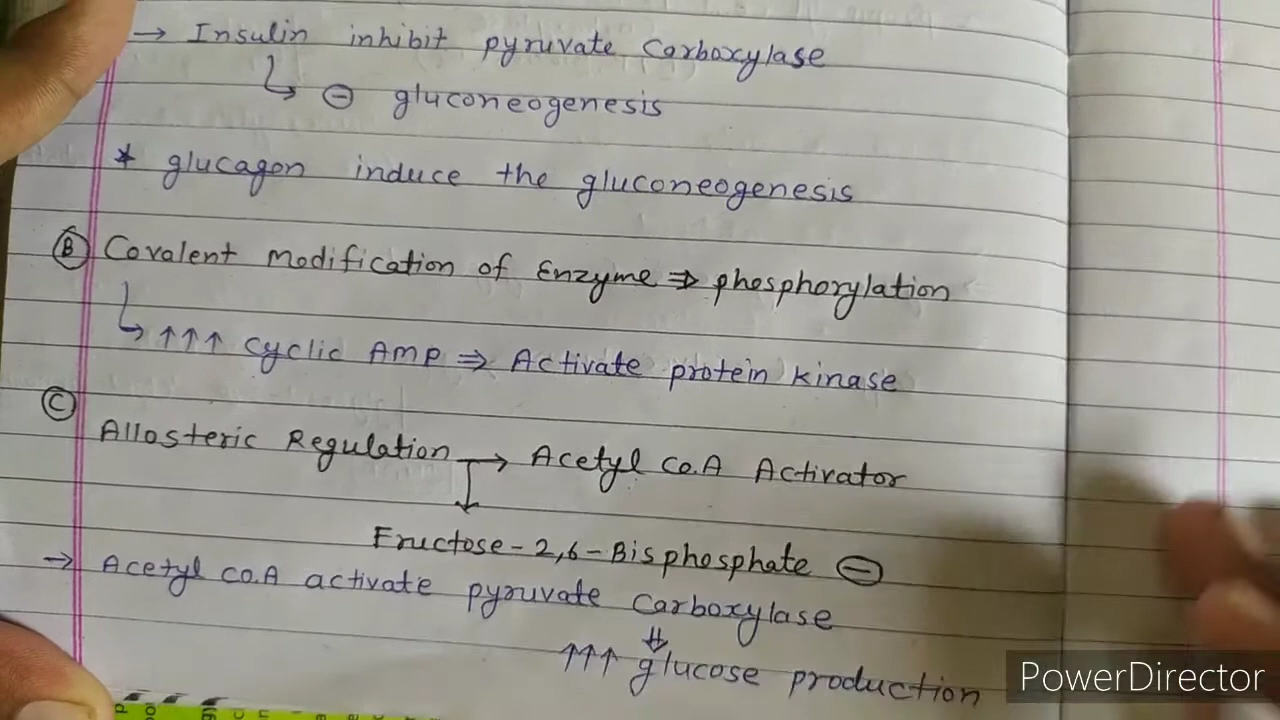 → Insulin inhibit pyruvate carboxylase
↳ ⊖ gluconeogenesis
* glucagon induce the gluconeogenesis
Ⓑ Covalent Modification of Enzyme ⇒ phosphorylation
↳ ↑↑↑ cyclic AMP ⇒ Activate protein kinase
Ⓒ
Allosteric Regulation → Acetyl Co.A Activator
↓
Fructose-2,6-Bisphosphate ⊖
→ Acetyl Co.A activate pyruvate carboxylase
⇓
↑↑↑ glucose production
PowerDirector